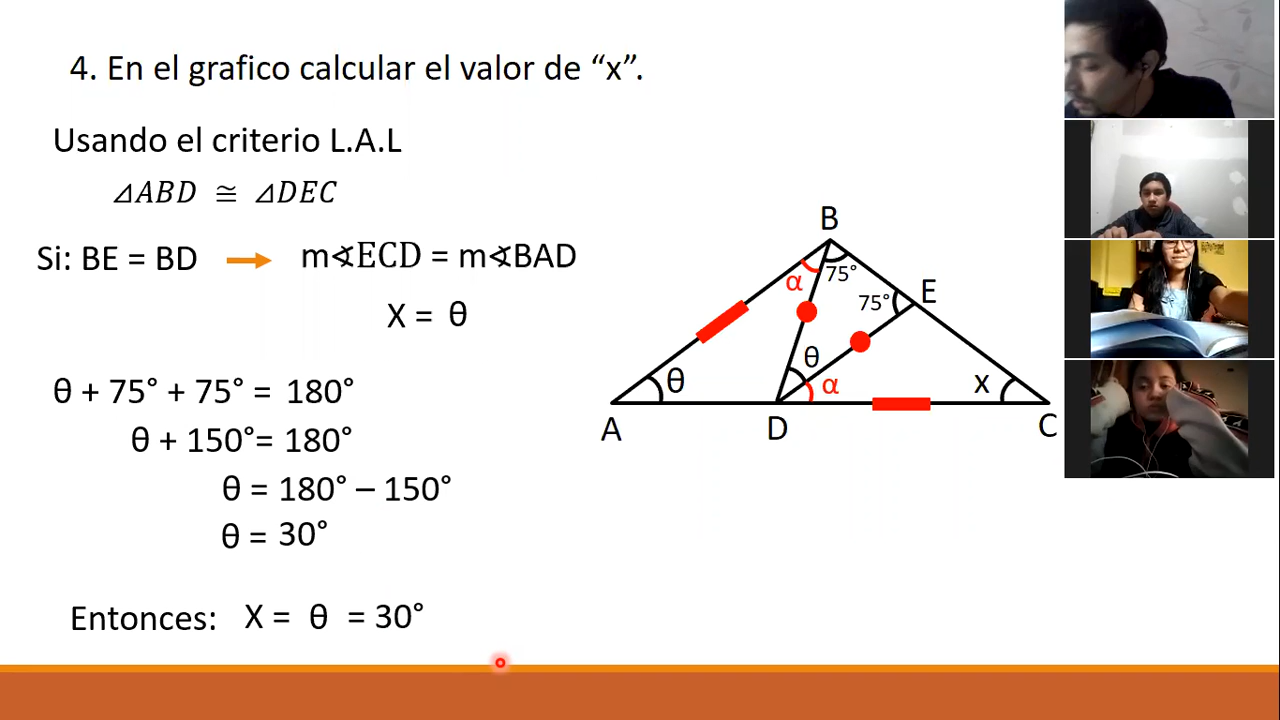 4. En el grafico calcular el valor de “x”.
Usando el criterio L.A.L
⊿ABD ≅ ⊿DEC
Si: BE = BD → m∢ECD = m∢BAD
X = θ
θ + 75° + 75° = 180°
θ + 150°= 180°
θ = 180° – 150°
θ = 30°
Entonces: X = θ = 30°
B
α 75°
75° E
θ
θ α x
A D C